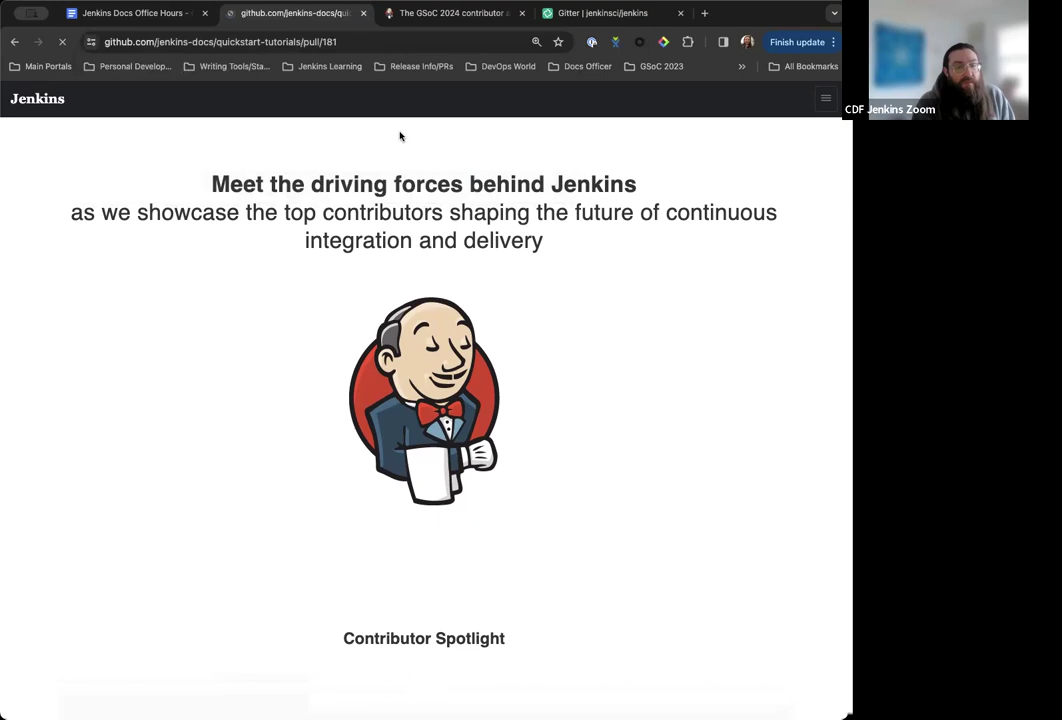 Jenkins Docs Office Hours -
github.com/jenkins-docs/qui
The GSoC 2024 contributor a
Gitter | jenkinsci/jenkins
github.com/jenkins-docs/quickstart-tutorials/pull/181
Finish update
Main Portals
Personal Develop...
Writing Tools/Sta...
Jenkins Learning
Release Info/PRs
DevOps World
Docs Officer
GSoC 2023
All Bookmarks
Jenkins
CDF Jenkins Zoom
Meet the driving forces behind Jenkins
as we showcase the top contributors shaping the future of continuous
integration and delivery
Contributor Spotlight